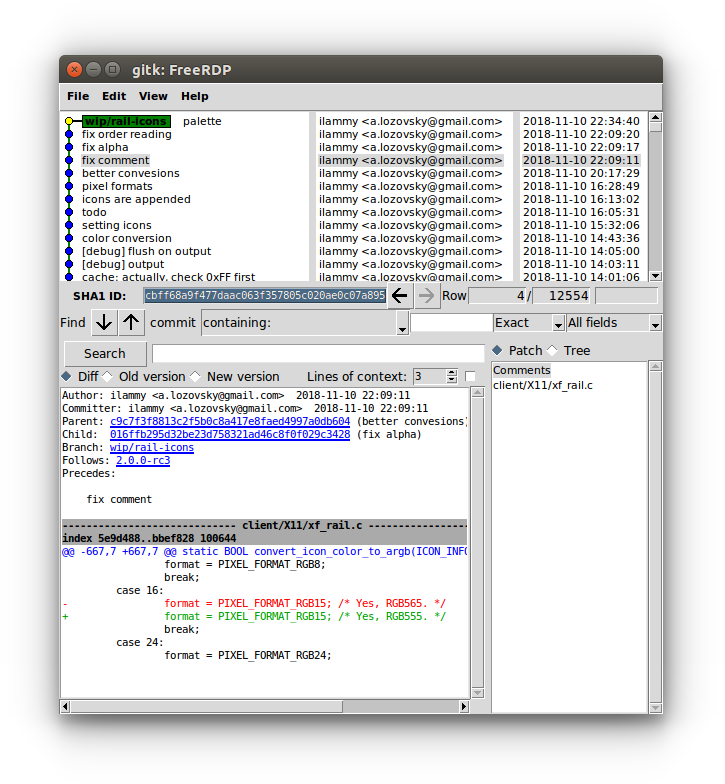 gitk: FreeRDP
File Edit View Help
wip/rail-icons palette ilammy <a.lozovsky@gmail.com> 2018-11-10 22:34:40
fix order reading ilammy <a.lozovsky@gmail.com> 2018-11-10 22:09:20
fix alpha ilammy <a.lozovsky@gmail.com> 2018-11-10 22:09:17
fix comment ilammy <a.lozovsky@gmail.com> 2018-11-10 22:09:11
better convesions ilammy <a.lozovsky@gmail.com> 2018-11-10 20:17:29
pixel formats ilammy <a.lozovsky@gmail.com> 2018-11-10 16:28:49
icons are appended ilammy <a.lozovsky@gmail.com> 2018-11-10 16:13:02
todo ilammy <a.lozovsky@gmail.com> 2018-11-10 16:05:31
setting icons ilammy <a.lozovsky@gmail.com> 2018-11-10 15:32:06
color conversion ilammy <a.lozovsky@gmail.com> 2018-11-10 14:43:36
[debug] flush on output ilammy <a.lozovsky@gmail.com> 2018-11-10 14:05:00
[debug] output ilammy <a.lozovsky@gmail.com> 2018-11-10 14:03:11
cache: actually, check 0xFF first ilammy <a.lozovsky@gmail.com> 2018-11-10 14:01:06
SHA1 ID: cbff68a9f477daac063f357805c020ae0c07a895 Row 4 / 12554
Find commit containing: Exact All fields
Search
Patch Tree
Diff Old version New version Lines of context: 3
Comments
client/X11/xf_rail.c
Author: ilammy <a.lozovsky@gmail.com> 2018-11-10 22:09:11
Committer: ilammy <a.lozovsky@gmail.com> 2018-11-10 22:09:11
Parent: c9c7f3f8813c2f5b0c8a417e8faed4997a0db604 (better convesions)
Child: 016ffb295d32be23d758321ad46c8f0f029c3428 (fix alpha)
Branch: wip/rail-icons
Follows: 2.0.0-rc3
Precedes:
fix comment
----------------------------- client/X11/xf_rail.c -----------------
index 5e9d488..bbef828 100644
@@ -667,7 +667,7 @@ static BOOL convert_icon_color_to_argb(ICON_INFO
format = PIXEL_FORMAT_RGB8;
break;
case 16:
- format = PIXEL_FORMAT_RGB15; /* Yes, RGB565. */
+ format = PIXEL_FORMAT_RGB15; /* Yes, RGB555. */
break;
case 24:
format = PIXEL_FORMAT_RGB24;